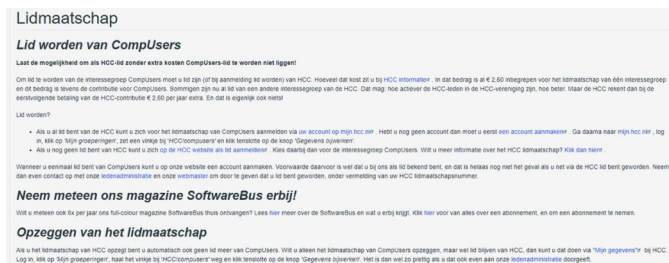 Lidmaatschap
Lid worden van CompUsers
Laat de mogelijkheid om als HCC-lid zonder extra kosten CompUsers-lid te worden niet liggen!
Om lid te worden van de interessegroep CompUsers moet u lid zijn (of bij aanmelding lid worden) van HCC. Hoeveel dat kost zit u bij HCC informatie. In dat bedrag is al € 2,60 inbegrepen voor het lidmaatschap van één interessegroep
en dit bedrag is tevens de contributie voor CompUsers. Sommigen zijn nu al lid van een andere interessegroep van de HCC. Dat mag: hoe actiever de HCC-leden in de HCC-vereniging zijn, hoe beter. Maar de HCC rekent dan bij de
eerstvolgende betaling van de HCC-contributie € 2,60 per jaar extra. En dat is eigenlijk ook niets!
Lid worden?
Als u al lid bent van de HCC kunt u zich voor het lidmaatschap van CompUsers aanmelden via uw account op mijn.hcc.nl. Hebt u nog geen account dan moet u eerst een account aanmaken. Ga daarna naar mijn.hcc.nl, log
in, klik op 'Mijn groeperingen', zet een vinkje bij 'HCC!compusers' en klik tenslotte op de knop 'Gegevens bijwerken'.
Als u nog geen lid bent van HCC kunt u zich op de HCC website als lid aanmelden. Kies daarbij dan voor de interessegroep CompUsers. Wilt u meer informatie over het HCC lidmaatschap? Klik dan hier.
Wanneer u eenmaal lid bent van CompUsers kunt u op onze website een account aanmaken. Voorwaarde daarvoor is wel dat u bij ons als lid bekend bent, en dat is helaas nog niet het geval als u net via de HCC lid bent geworden. Neem
dan even contact op met onze ledenadministratie en onze webmaster om door te geven dat u lid bent geworden, onder vermelding van uw HCC lidmaatschapsnummer.
Neem meteen ons magazine SoftwareBus erbij!
Wilt u meteen ook 6x per jaar ons full-colour magazine SoftwareBus thuis ontvangen? Lees hier meer over de SoftwareBus en wat u erbij krijgt. Klik hier voor van alles over een abonnement, en om een abonnement te nemen.
Opzeggen van het lidmaatschap
Als u het lidmaatschap van HCC opzegt bent u automatisch ook geen lid meer van CompUsers. Wilt u alleen het lidmaatschap van CompUsers opzeggen, maar wel lid blijven van HCC, dan kunt u dat doen via "Mijn gegevens" bij HCC.
Log in, klik op 'Mijn groeperingen', haal het vinkje bij 'HCC!compusers' weg en klik tenslotte op de knop 'Gegevens bijwerken'. Het is dan wel zo prettig als u dat ook even aan onze ledenadministratie doorgeeft.